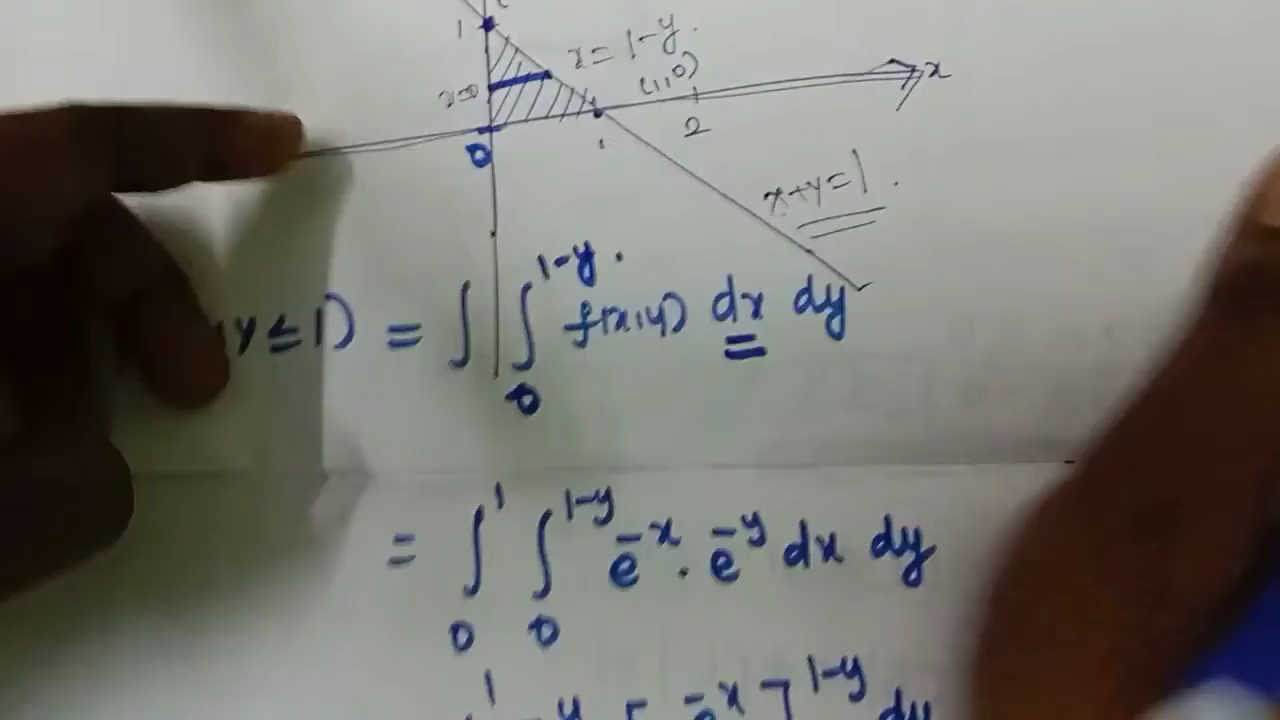 1
x = 1-y.
(1,0)
x
x=0
0
1
2
x+y=1.
y≤1) = ∫ ∫₀^{1-y} f(x,y) dx dy
= ∫₀^1 ∫₀^{1-y} e^{-x} . e^{-y} dx dy